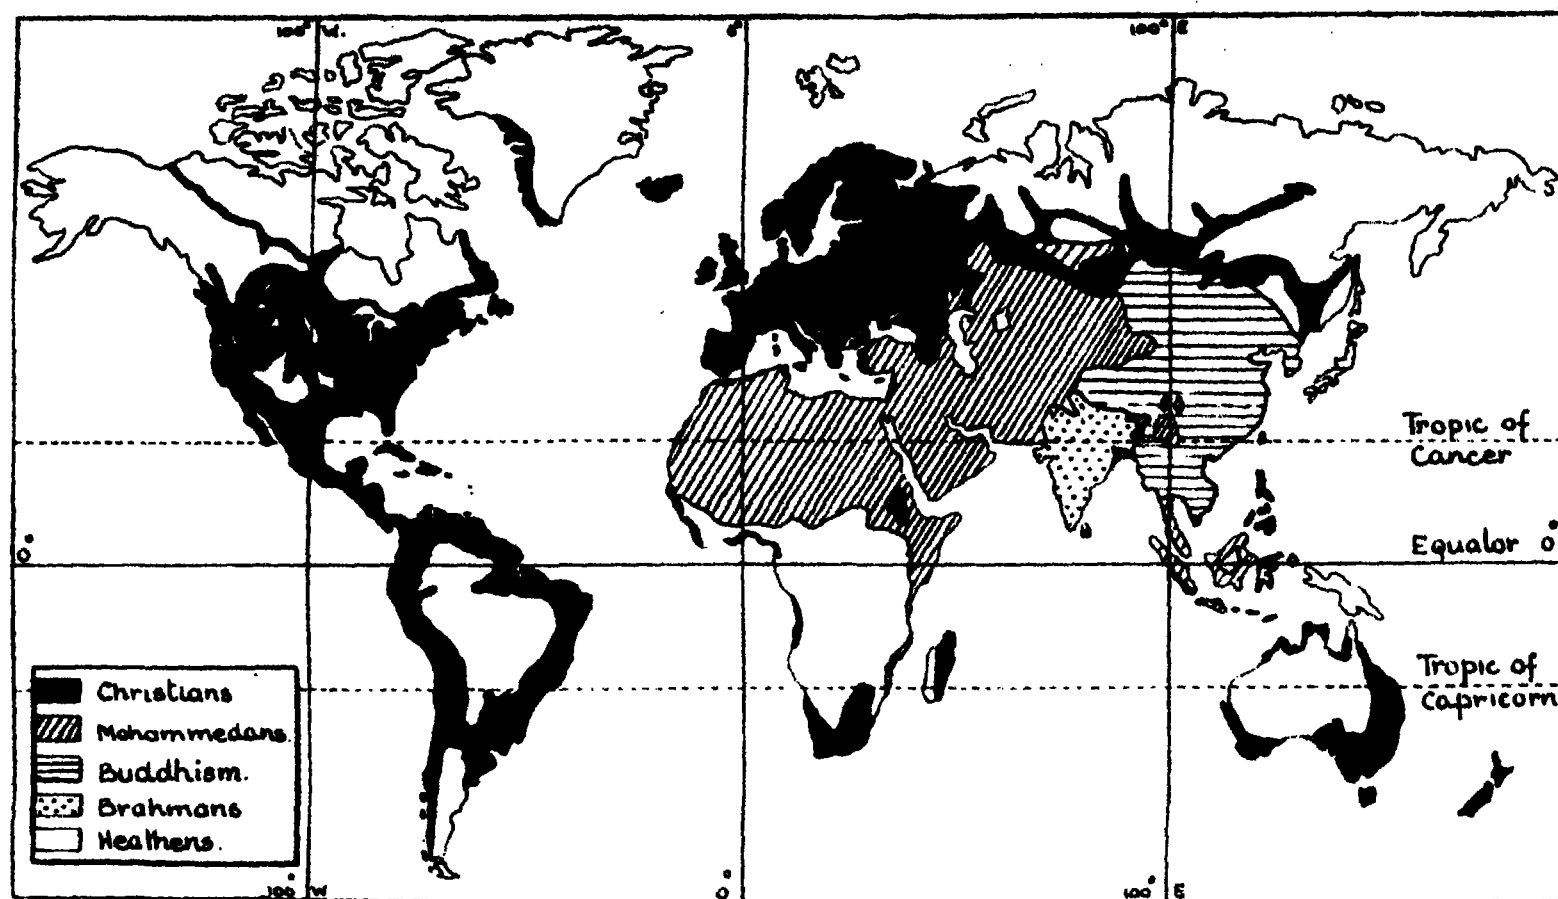 100° W.
0°
100° E
Tropic of
Cancer
0°
Equator 0°
Tropic of
Capricorn
Christians
Mohammedans.
Buddhism.
Brahmans
Heathens.
100° W
0°
100° E